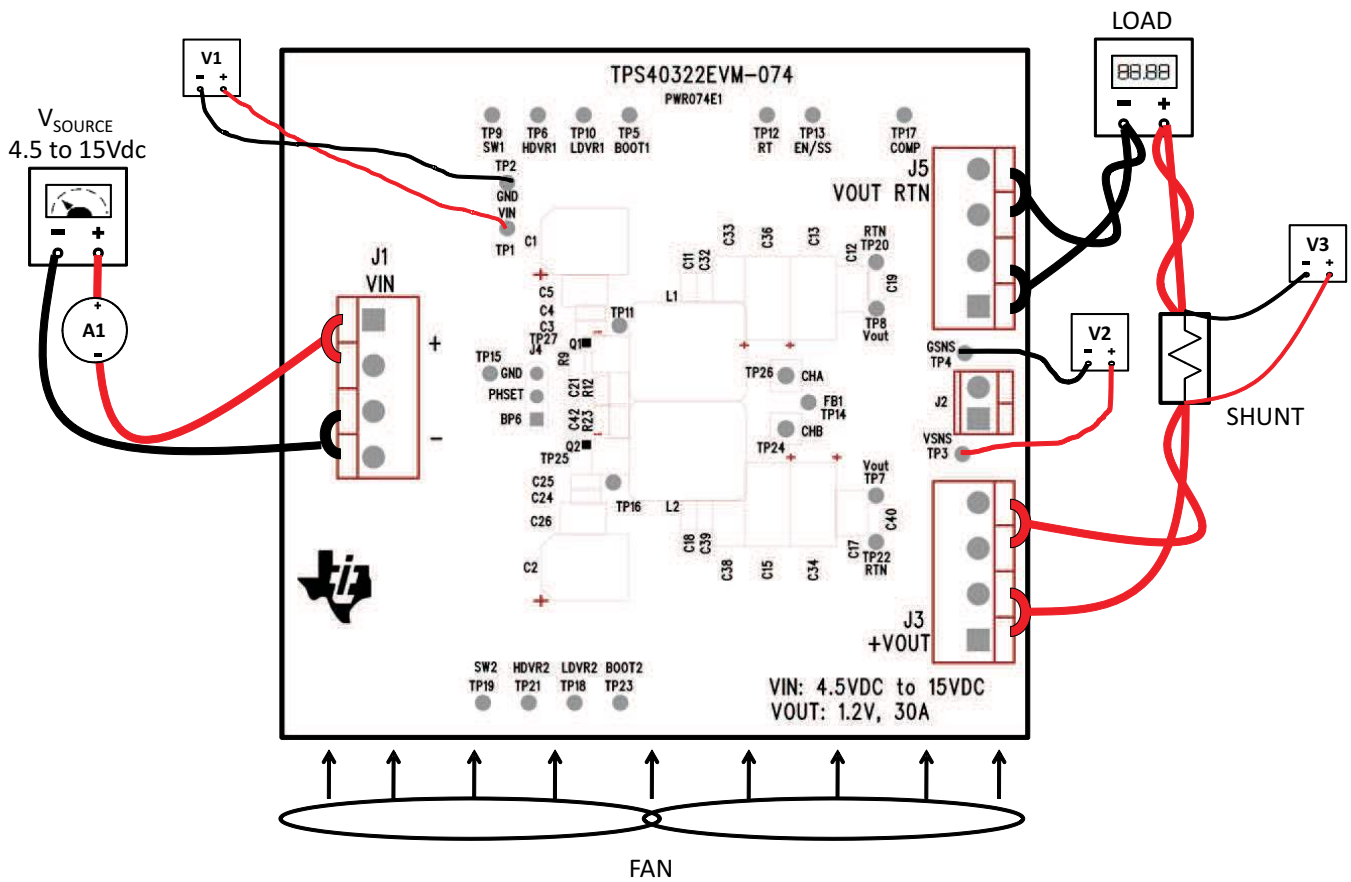 LOAD
88.88
- +
V1
- +
VSOURCE
4.5 to 15Vdc
- +
A1
+
-
TPS40322EVM-074
PWR074E1
TP9
SW1
TP6
HDVR1
TP10
LDVR1
TP5
BOOT1
TP12
RT
TP13
EN/SS
TP17
COMP
TP2
GND
VIN
TP1
J5
VOUT RTN
J1
VIN
+
-
C1
+
C5
C4
C3
TP27
TP11
L1
C11
C32
C33
C36
C13
C12
RTN
TP20
C19
TP8
Vout
V3
- +
Q1
R9
J4
TP15
GND
PHSET
BP6
C21
R12
C42
R23
Q2
TP25
TP26
CHA
FB1
TP14
CHB
TP24
GSNS
TP4
J2
VSNS
TP3
V2
- +
SHUNT
C25
C24
C26
TP16
L2
C2
+
C18
C39
C38
C15
C34
C17
Vout
TP7
C40
TP22
RTN
J3
+VOUT
ti
SW2
TP19
HDVR2
TP21
LDVR2
TP18
BOOT2
TP23
VIN: 4.5VDC to 15VDC
VOUT: 1.2V, 30A
FAN